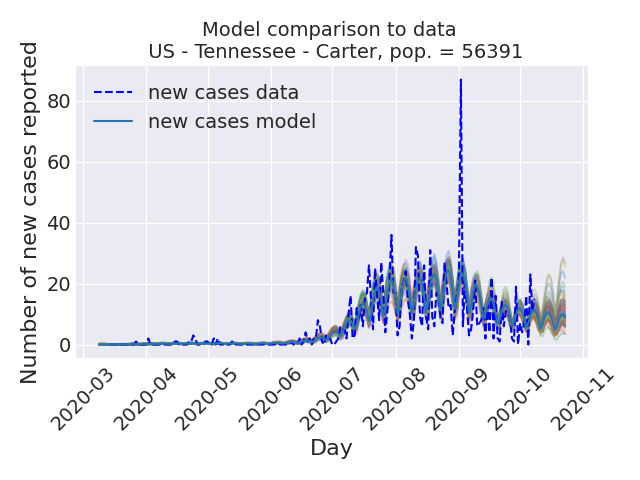 Model comparison to data
US - Tennessee - Carter, pop. = 56391
Number of new cases reported
80
60
40
20
0
new cases data
new cases model
2020-03
2020-04
2020-05
2020-06
2020-07
2020-08
2020-09
2020-10
2020-11
Day